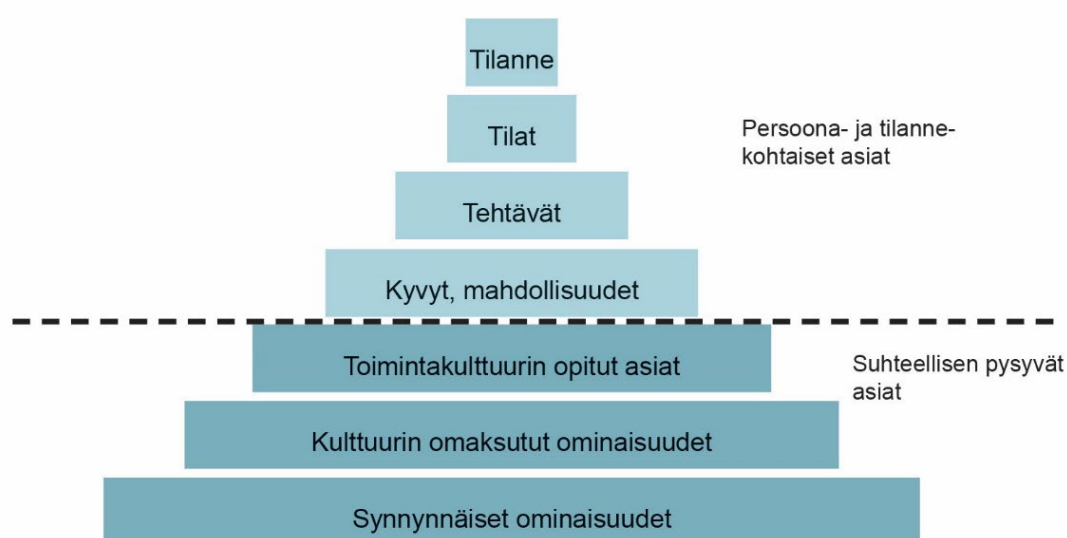 Tilanne
Tilat
Persoona- ja tilanne-
kohtaiset asiat
Tehtävät
Kyvyt, mahdollisuudet
Toimintakulttuurin opitut asiat
Suhteellisen pysyvät
asiat
Kulttuurin omaksutut ominaisuudet
Synnynnäiset ominaisuudet